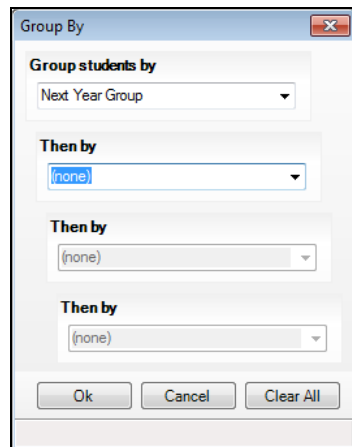 Group By
Group students by
Next Year Group
Then by
(none)
Then by
(none)
Then by
(none)
Ok Cancel Clear All